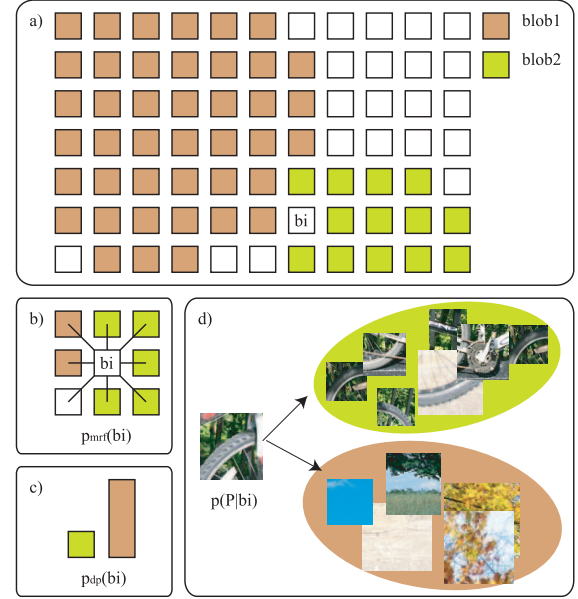 a)
blob1
blob2
bi
b)
bi
pmrf(bi)
c)
pdp(bi)
d)
p(P|bi)